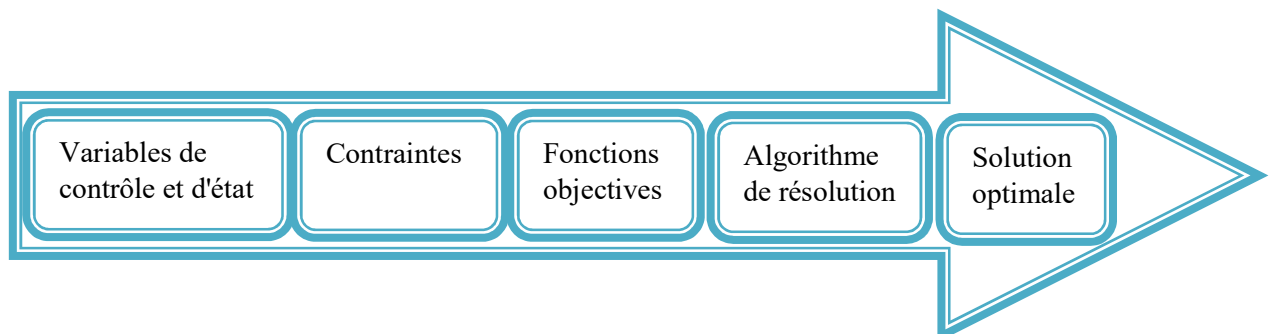 Variables de
contrôle et d'état
Contraintes
Fonctions
objectives
Algorithme
de résolution
Solution
optimale